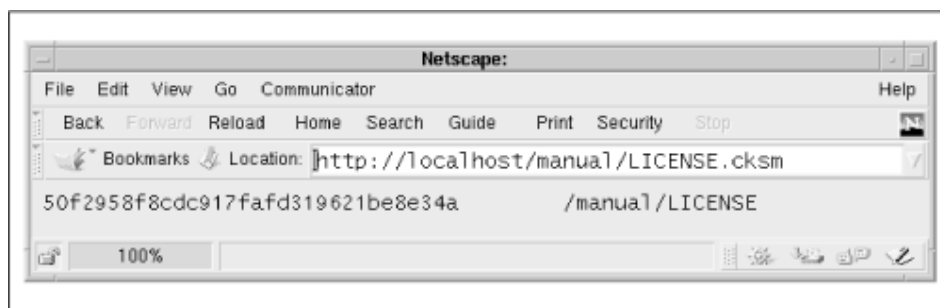 Netscape:
File Edit View Go Communicator Help
Back Forward Reload Home Search Guide Print Security Stop N
Bookmarks Location: http://localhost/manual/LICENSE.cksm
50f2958f8cdc917fafd319621be8e34a /manual/LICENSE
100%